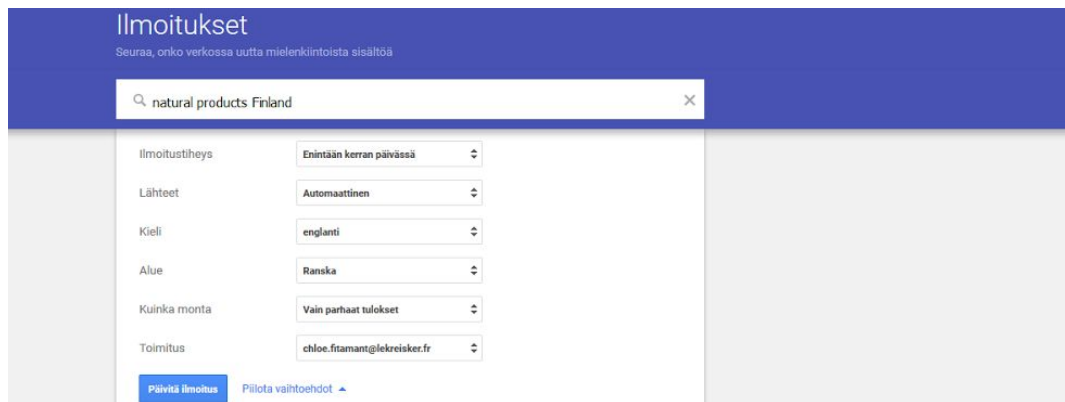 Ilmoitukset
Seuraa, onko verkossa uutta mielenkiintoista sisältöä
natural products Finland
Ilmoitustiheys Enintään kerran päivässä
Lähteet Automaattinen
Kieli englanti
Alue Ranska
Kuinka monta Vain parhaat tulokset
Toimitus chloe.fitamant@lekreisker.fr
Päivitä ilmoitus Piilota vaihtoehdot